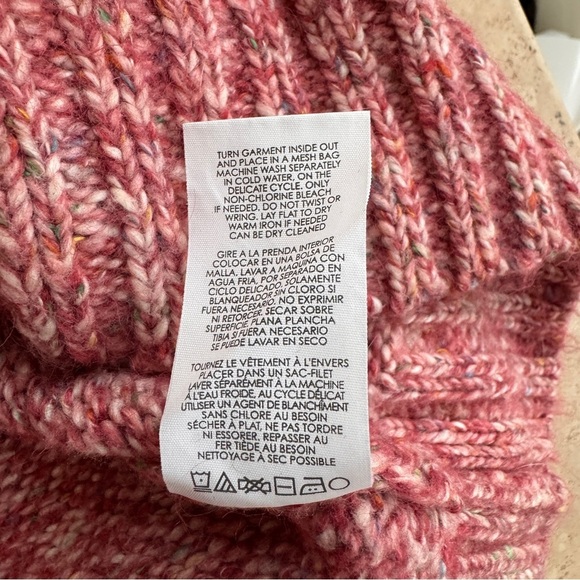 TURN GARMENT INSIDE OUT
AND PLACE IN A MESH BAG
MACHINE WASH SEPARATELY
IN COLD WATER, ON THE
DELICATE CYCLE. ONLY
NON-CHLORINE BLEACH
IF NEEDED. DO NOT TWIST OR
WRING. LAY FLAT TO DRY
WARM IRON IF NEEDED
CAN BE DRY CLEANED
GIRE A LA PRENDA INTERIOR
COLOCAR EN UNA BOLSA DE
MALLA. LAVAR A MAQUINA CON
AGUA FRIA, POR SEPARADO EN
CICLO DELICADO, SOLAMENTE
BLANQUEADOR SIN CLORO SI
FUERA NECESARIO. NO EXPRIMIR
NI RETORCER. SECAR SOBRE
SUPERFICIE PLANA PLANCHA
TIBIA SI FUERA NECESARIO
SE PUEDE LAVAR EN SECO
TOURNEZ LE VÊTEMENT À L'ENVERS
PLACER DANS UN SAC-FILET
LAVER SÉPARÉMENT À LA MACHINE
À L'EAU FROIDE, AU CYCLE DÉLICAT
UTILISER UN AGENT DE BLANCHIMENT
SANS CHLORE AU BESOIN
SÉCHER À PLAT, NE PAS TORDRE
NI ESSORER. REPASSER AU
FER TIÈDE AU BESOIN
NETTOYAGE À SEC POSSIBLE